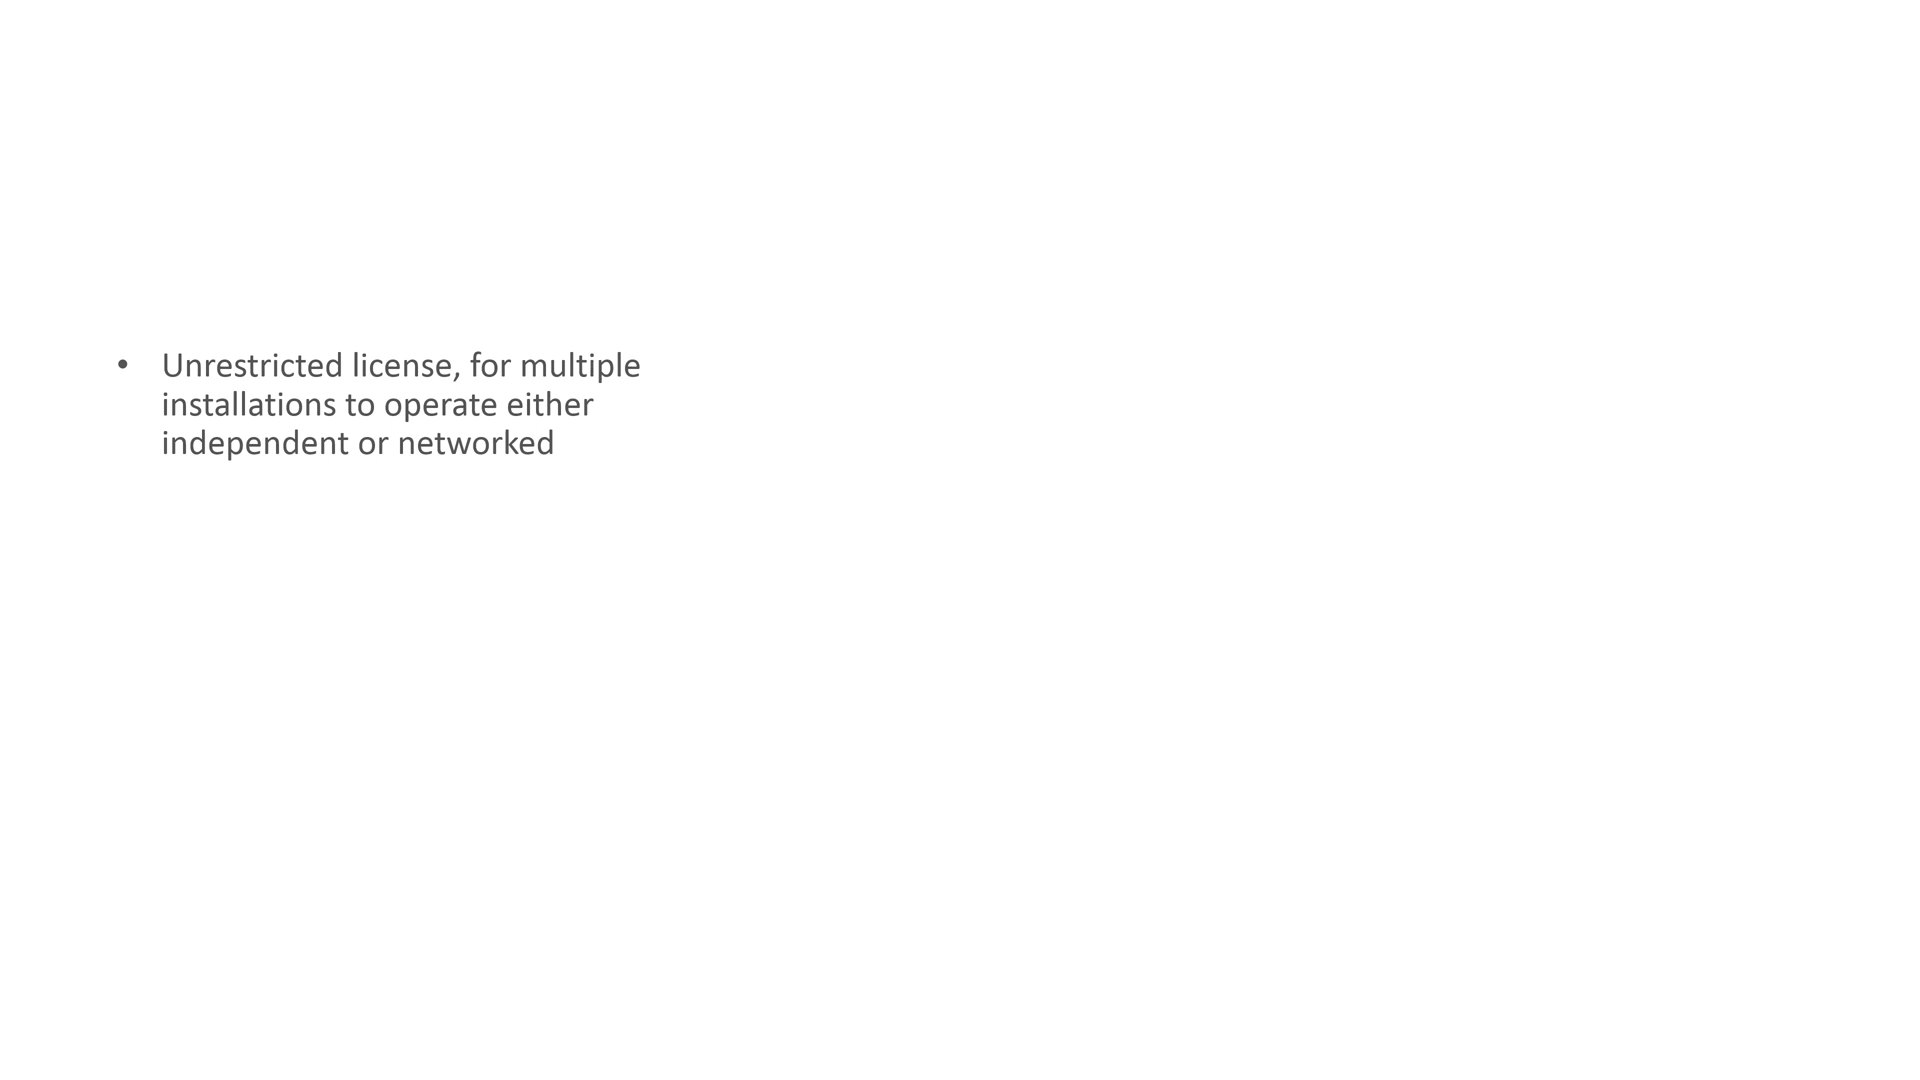 • Unrestricted license, for multiple
installations to operate either
independent or networked